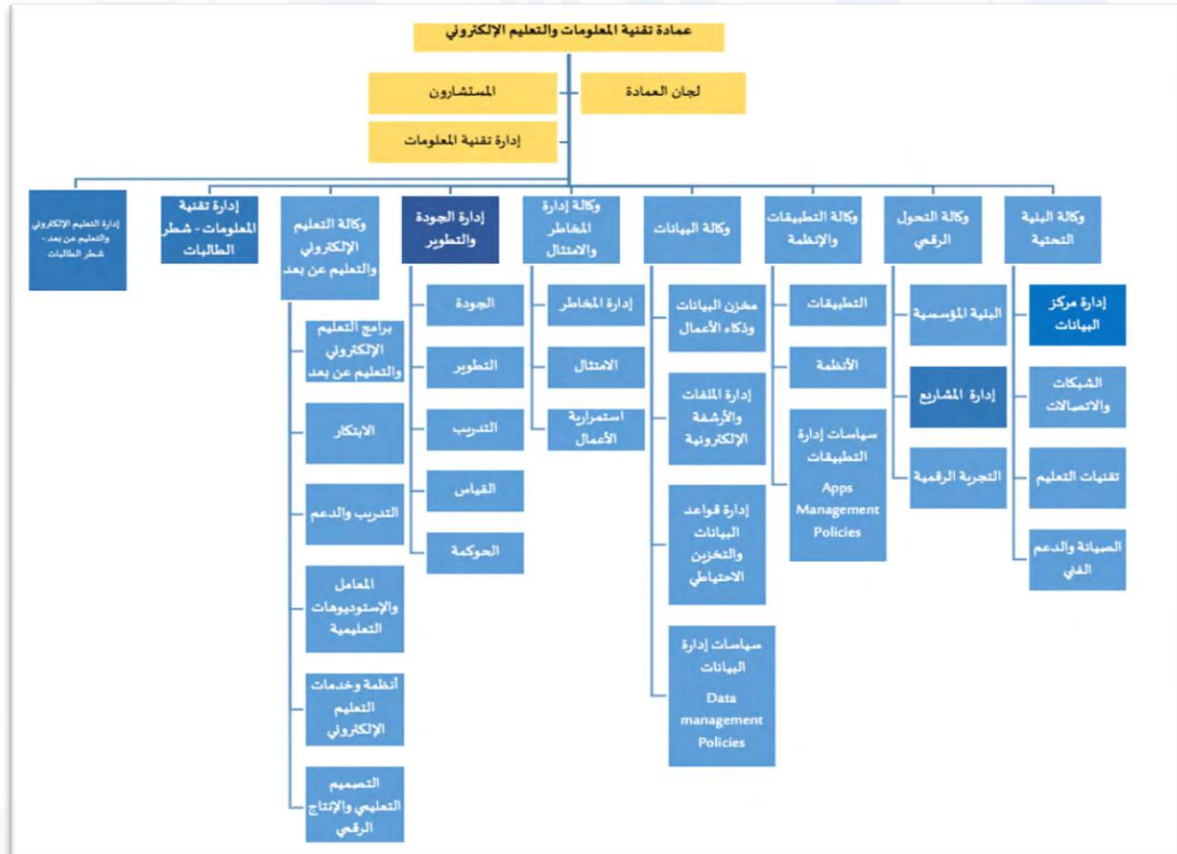 عمادة تقنية المعلومات والتعليم الإلكتروني
لجان العمادة
المستشارون
إدارة تقنية المعلومات
وكالة البنية
التحتية
وكالة التحول
الرقمي
وكالة التطبيقات
والإنظمة
وكالة البيانات
وكالة إدارة
المخاطر
والامتثال
إدارة الجودة
والتطوير
وكالة التعليم
الإلكتروني
والتعليم عن بعد
إدارة تقنية
المعلومات - شطر
الطالبات
إدارة التعليم الإلكتروني
والتعليم عن بعد -
شطر الطالبات
إدارة مركز
البيانات
الشبكات
والاتصالات
تقنيات التعليم
الصيانة والدعم
الفني
البنية المؤسسية
إدارة المشاريع
التجربة الرقمية
التطبيقات
الأنظمة
سياسات إدارة
التطبيقات
Apps
Management
Policies
مخزن البيانات
وذكاء الأعمال
إدارة الملفات
والأرشفة
الإلكترونية
إدارة قواعد
البيانات
والتخزين
الاحتياطي
سياسات إدارة
البيانات
Data
management
Policies
إدارة المخاطر
الامتثال
استمرارية
الأعمال
الجودة
التطوير
التدريب
القياس
الحوكمة
برامج التعليم
الإلكتروني
والتعليم عن بعد
الابتكار
التدريب والدعم
المعامل
والإستوديوهات
التعليمية
أنظمة وخدمات
التعليم
الإلكتروني
التصميم
التعليمي والإنتاج
الرقمي